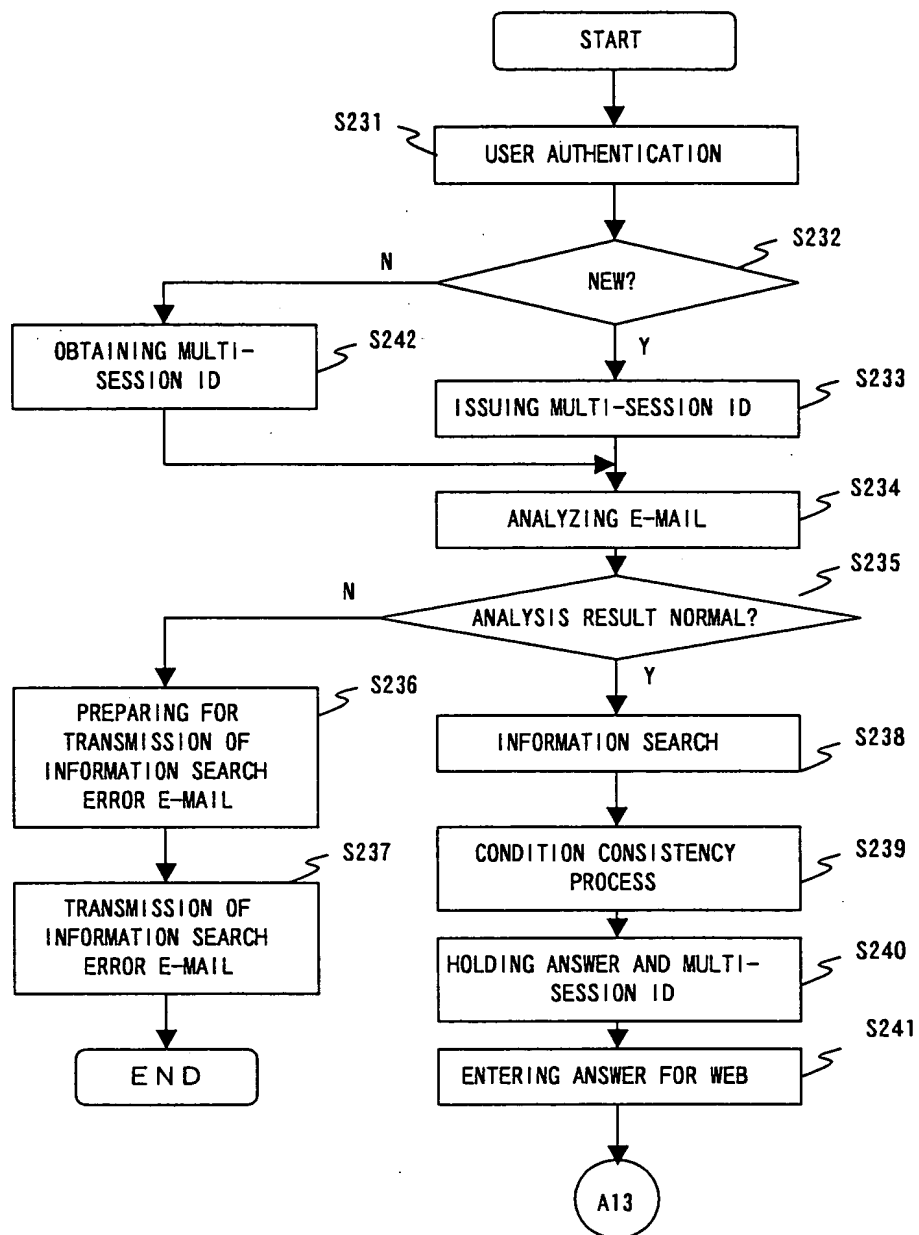 START
S231
USER AUTHENTICATION
S232
N
NEW?
Y
S242
OBTAINING MULTI-
SESSION ID
S233
ISSUING MULTI-SESSION ID
S234
ANALYZING E-MAIL
S235
N
ANALYSIS RESULT NORMAL?
Y
S236
PREPARING FOR
TRANSMISSION OF
INFORMATION SEARCH
ERROR E-MAIL
S238
INFORMATION SEARCH
S237
TRANSMISSION OF
INFORMATION SEARCH
ERROR E-MAIL
S239
CONDITION CONSISTENCY
PROCESS
S240
HOLDING ANSWER AND MULTI-
SESSION ID
S241
ENTERING ANSWER FOR WEB
END
A13